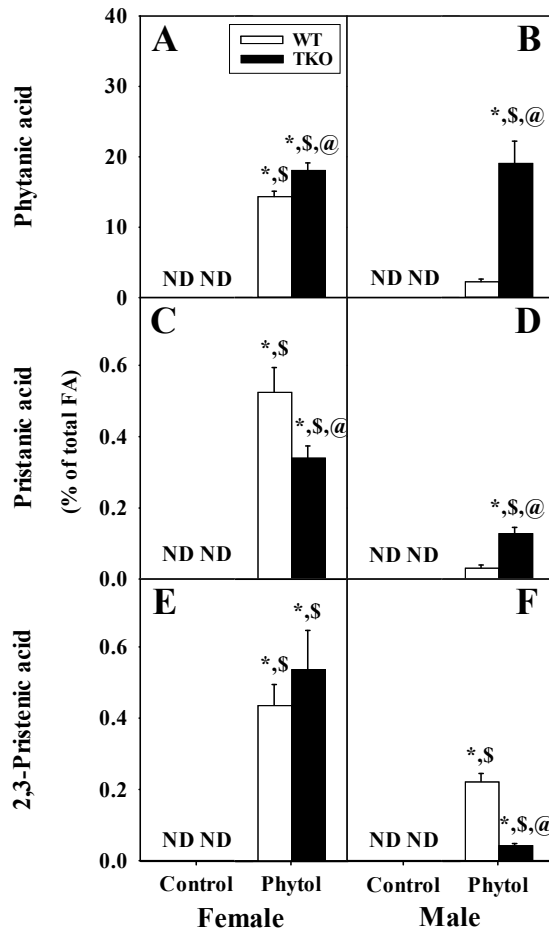 40
A
WT
TKO
B
30
Phytanic acid
20
*,$
*,$,@
*,$,@
10
ND ND
ND ND
0
C
D
0.6
*,$
Pristanic acid
(% of total FA)
0.4
*,$,@
0.2
*,$,@
ND ND
ND ND
0.0
E
F
0.6
*,$
*,$
2,3-Pristenic acid
0.4
*,$
0.2
*,$,@
ND ND
ND ND
0.0
Control Phytol Control Phytol
Female Male